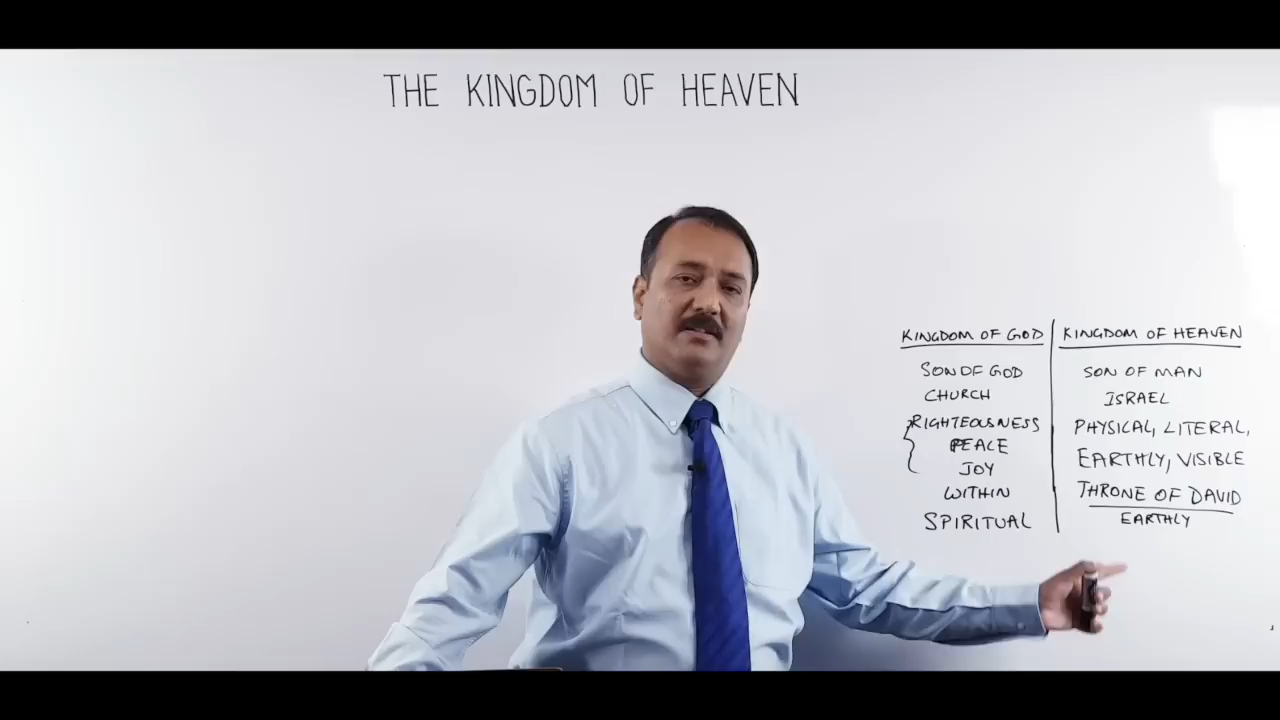 THE KINGDOM OF HEAVEN
KINGDOM OF GOD
SON OF GOD
CHURCH
RIGHTEOUSNESS
PEACE
JOY
WITHIN
SPIRITUAL
KINGDOM OF HEAVEN
SON OF MAN
ISRAEL
PHYSICAL, LITERAL,
EARTHLY, VISIBLE
THRONE OF DAVID
EARTHLY